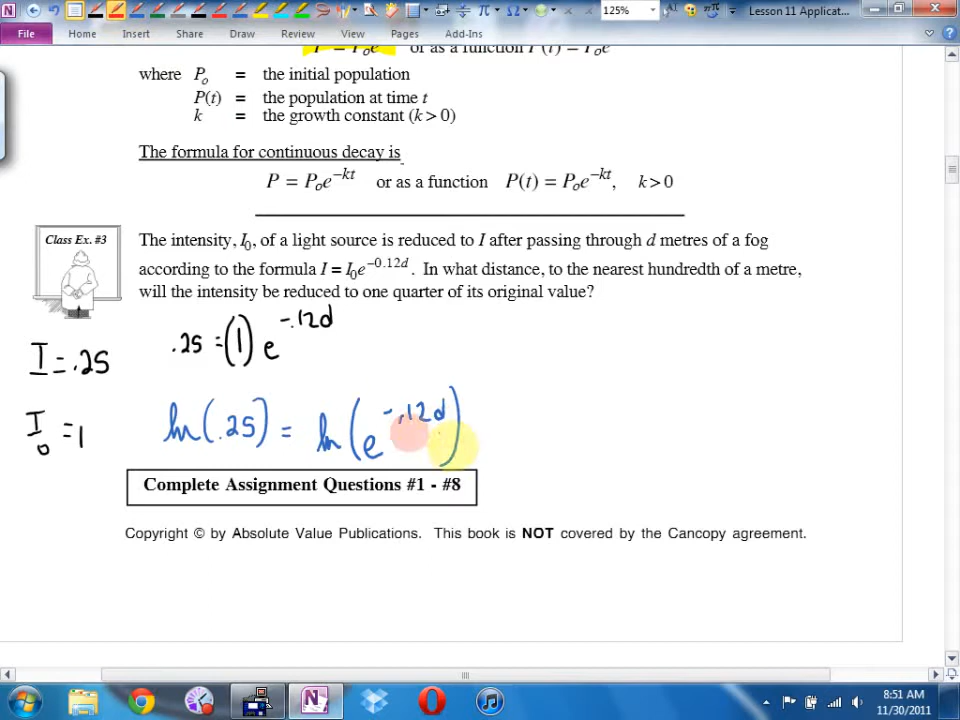 125%
Lesson 11 Applicat...
File Home Insert Share Draw Review Pages Add-Ins
P = P₀e or as a function P(t) = P₀e
where P₀ = the initial population
P(t) = the population at time t
k = the growth constant (k > 0)
The formula for continuous decay is
P = P₀e^−kt or as a function P(t) = P₀e^−kt, k > 0
Class Ex. #3
The intensity, I₀, of a light source is reduced to I after passing through d metres of a fog
according to the formula I = I₀e^−0.12d. In what distance, to the nearest hundredth of a metre,
will the intensity be reduced to one quarter of its original value?
I = .25
.25 = (1) e^-.12d
I₀ = 1
ln(.25) = ln(e^-.12d)
Complete Assignment Questions #1 - #8
Copyright © by Absolute Value Publications. This book is NOT covered by the Cancopy agreement.
8:51 AM
11/30/2011